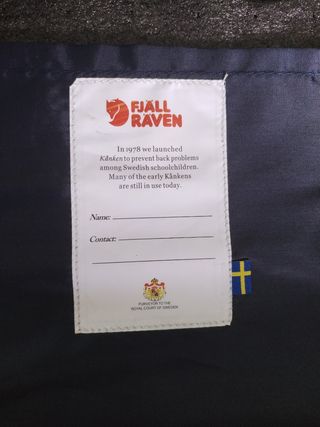 FJÄLL
RÄVEN
In 1978 we launched
Kånken to prevent back problems
among Swedish schoolchildren.
Many of the early Kånkens
are still in use today.
Name:
Contact:
PURVEYOR TO THE
ROYAL COURT OF SWEDEN